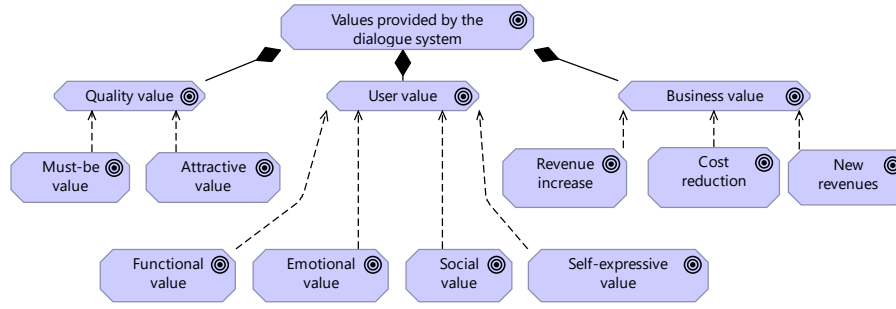 Values provided by the
dialogue system
Quality value
User value
Business value
Must-be
value
Attractive
value
Revenue
increase
Cost
reduction
New
revenues
Functional
value
Emotional
value
Social
value
Self-expressive
value